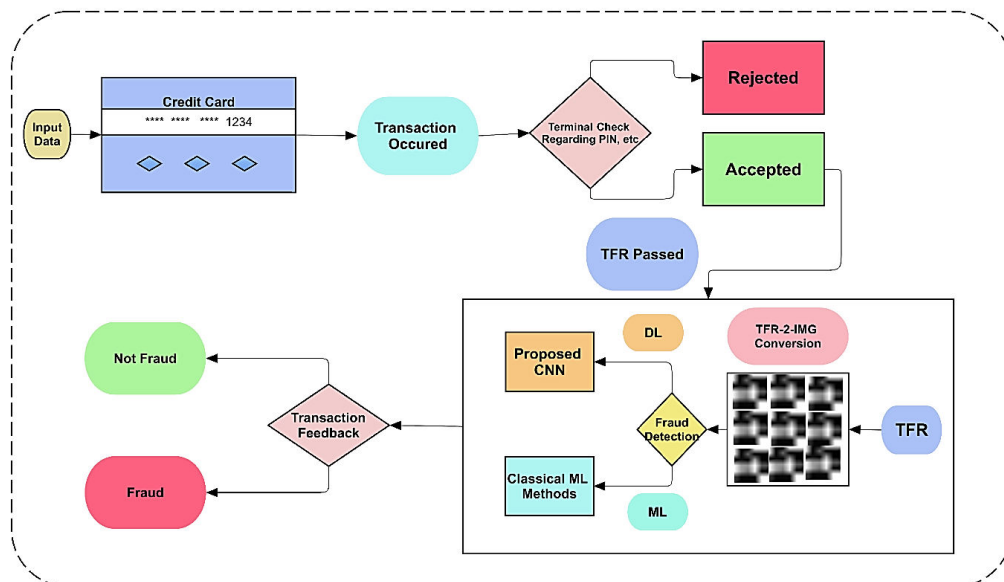 Input
Data
Credit Card
**** **** **** 1234
Transaction
Occured
Terminal Check
Regarding PIN, etc
Rejected
Accepted
TFR Passed
DL
TFR-2-IMG
Conversion
Proposed
CNN
Fraud
Detection
TFR
Classical ML
Methods
ML
Transaction
Feedback
Not Fraud
Fraud